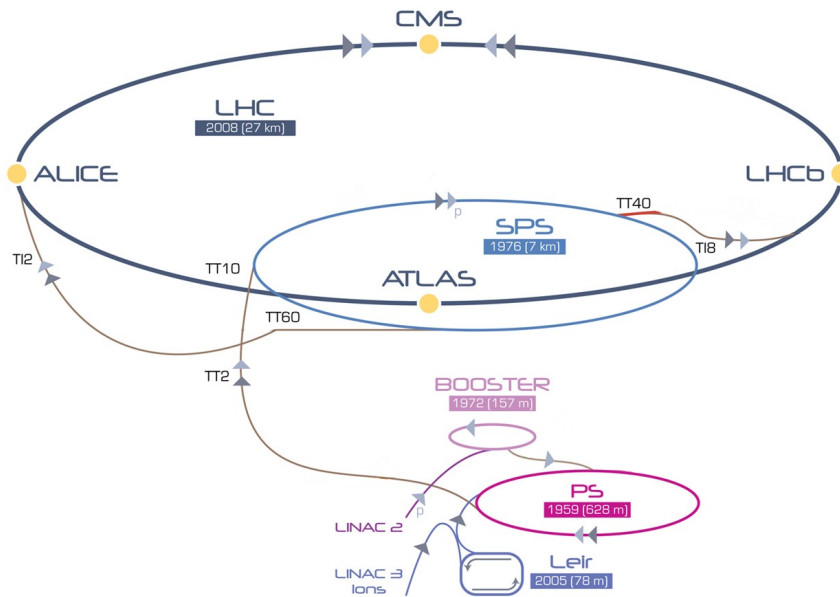 CMS
LHC
2008 (27 km)
ALICE
LHCb
TT40
p
SPS
1976 (7 km)
TI8
TI2
TT10
ATLAS
TT60
TT2
BOOSTER
1972 (157 m)
p
LINAC 2
PS
1959 (628 m)
LINAC 3
Ions
Leir
2005 (78 m)